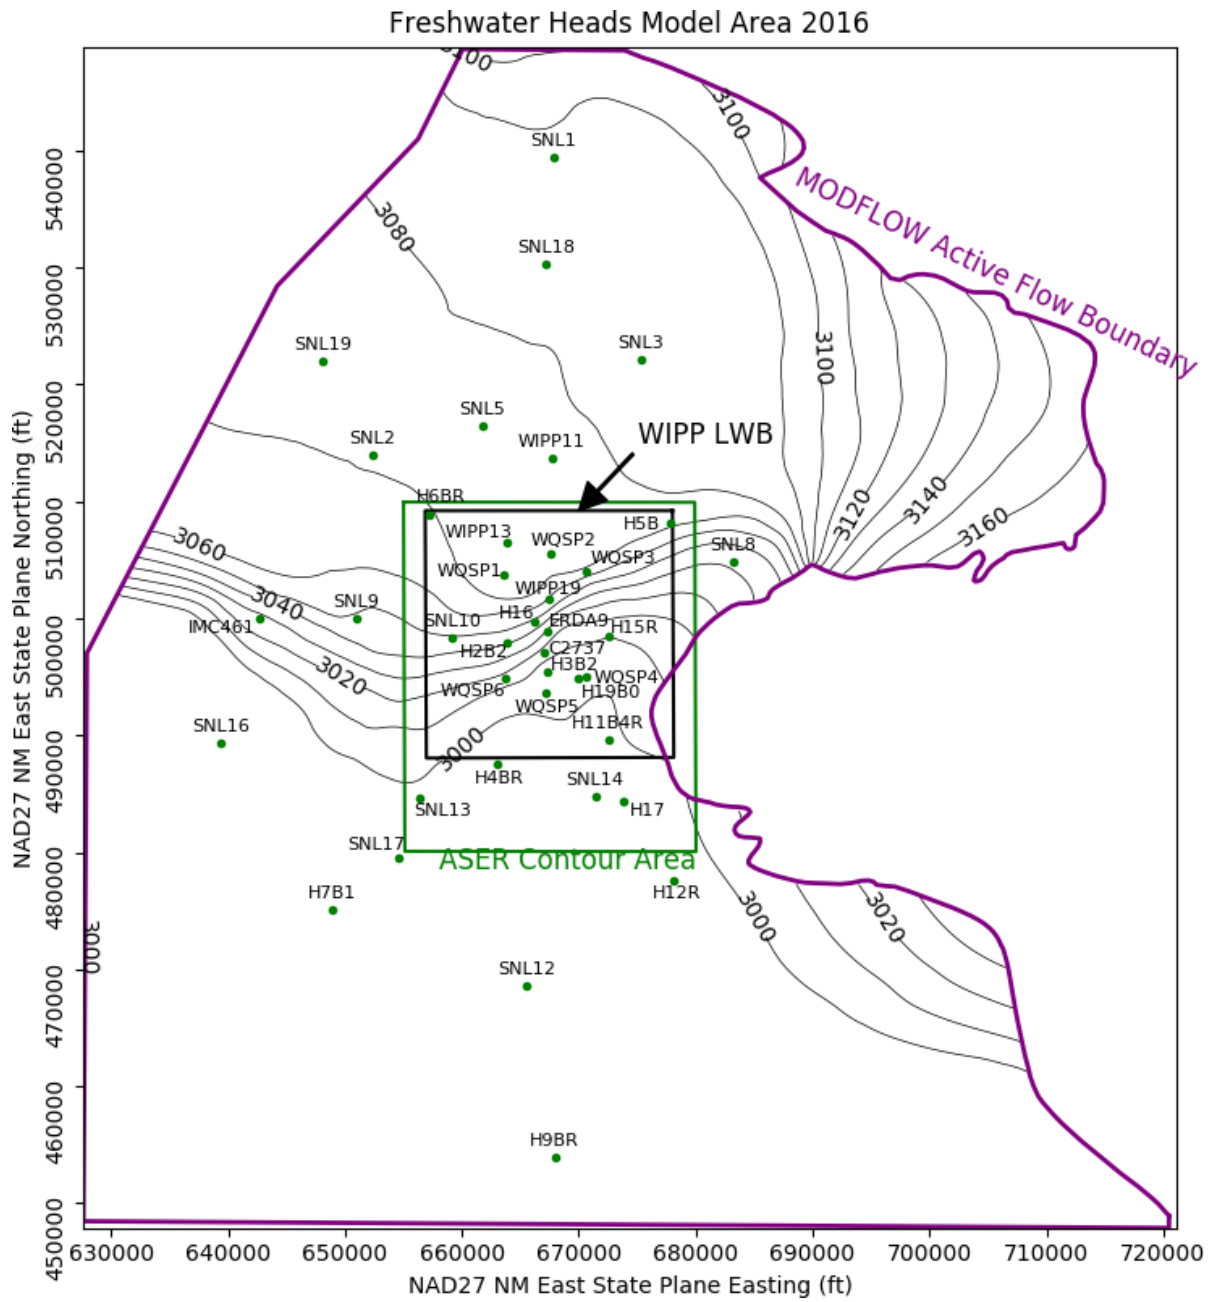 Freshwater Heads Model Area 2016
3100
3100
SNL1
MODFLOW Active Flow Boundary
3080
SNL18
SNL19
SNL3
3100
SNL5
SNL2
WIPP11
WIPP LWB
H6BR
3120
3140
3160
H5B
WIPP13
WQSP2
SNL8
3060
WQSP3
WQSP1
WIPP19
3040
SNL9
H16
SNL10
ERDA9
IMC461
H15R
H2B2
C2737
H3B2
3020
WQSP6
WQSP4
H19B0
WQSP5
SNL16
H11B4R
3000
H4BR
SNL14
SNL13
H17
SNL17
ASER Contour Area
H7B1
H12R
3000
3020
3000
SNL12
H9BR
540000
530000
520000
510000
500000
490000
480000
470000
460000
450000
NAD27 NM East State Plane Northing (ft)
630000 640000 650000 660000 670000 680000 690000 700000 710000 720000
NAD27 NM East State Plane Easting (ft)